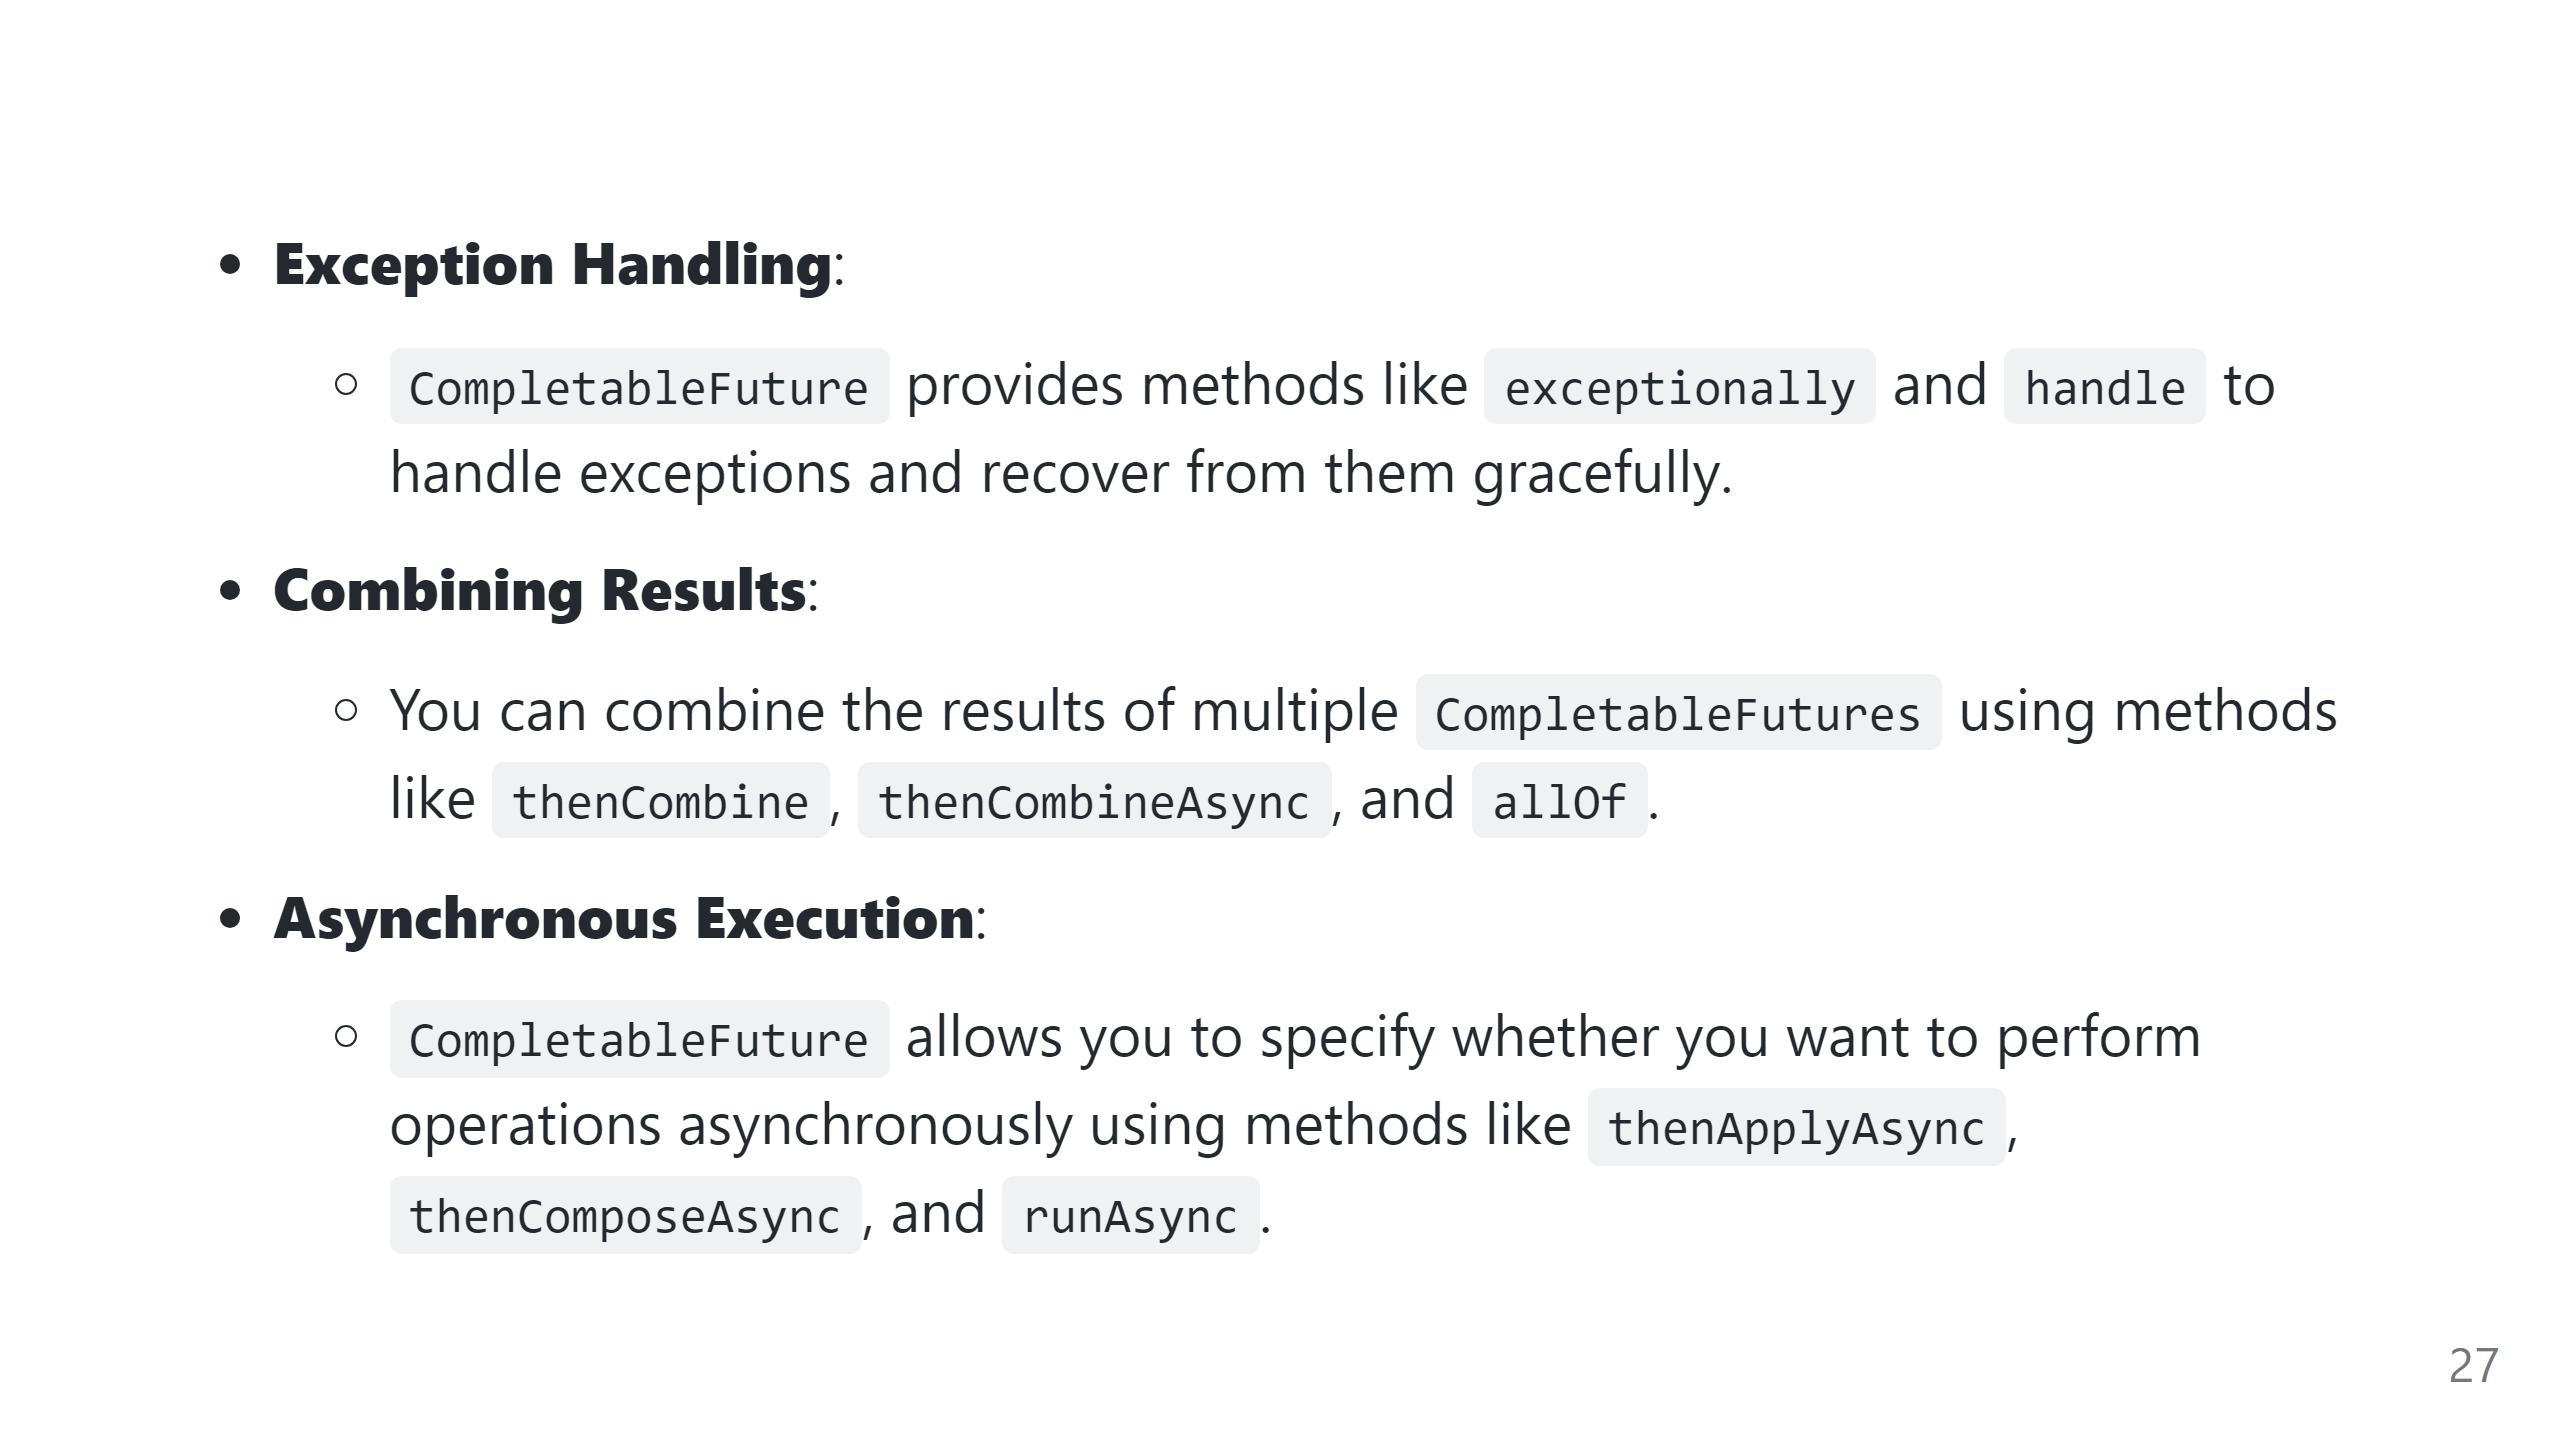 • Exception Handling:
○ CompletableFuture provides methods like exceptionally and handle to
handle exceptions and recover from them gracefully.
• Combining Results:
○ You can combine the results of multiple CompletableFutures using methods
like thenCombine, thenCombineAsync, and allOf.
• Asynchronous Execution:
○ CompletableFuture allows you to specify whether you want to perform
operations asynchronously using methods like thenApplyAsync,
thenComposeAsync, and runAsync.
27